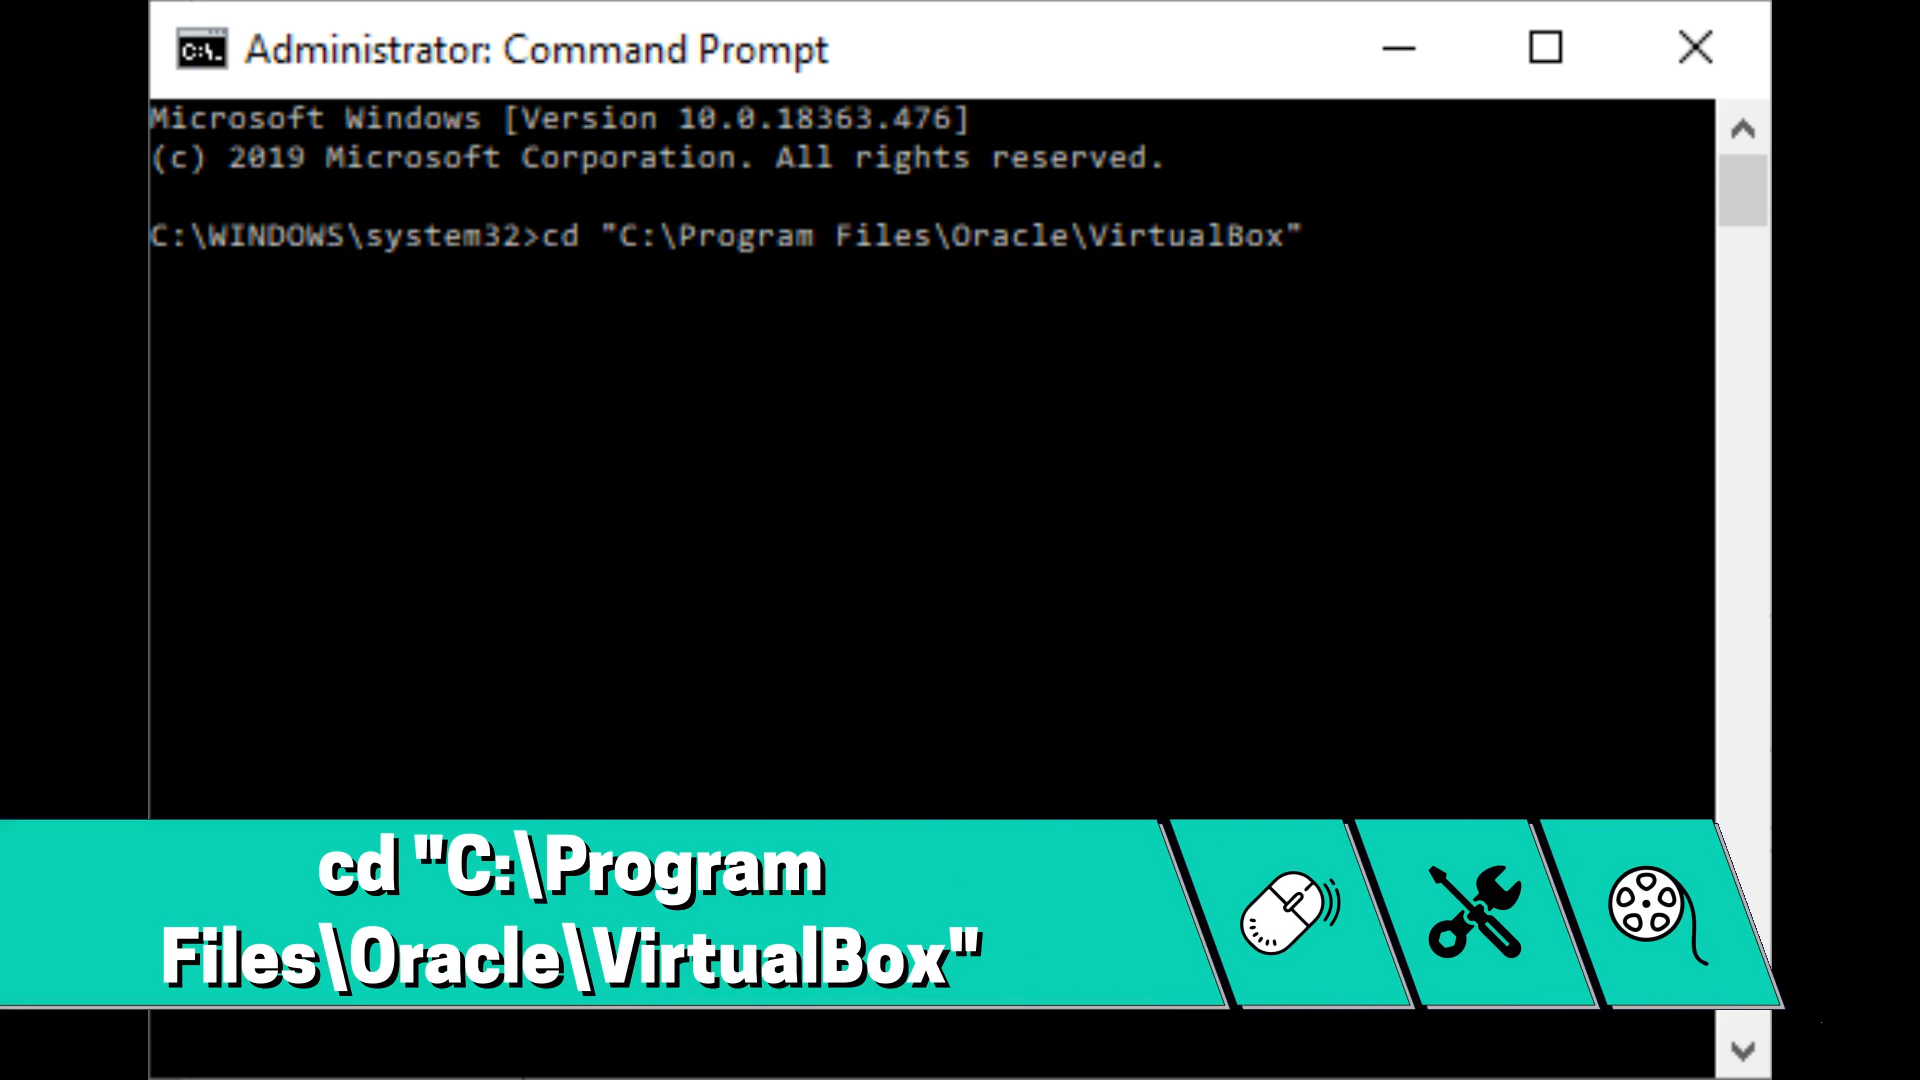 C:\.
Administrator: Command Prompt
Microsoft Windows [Version 10.0.18363.476]
(c) 2019 Microsoft Corporation. All rights reserved.
C:\WINDOWS\system32>cd "C:\Program Files\Oracle\VirtualBox"
cd "C:\Program
Files\Oracle\VirtualBox"